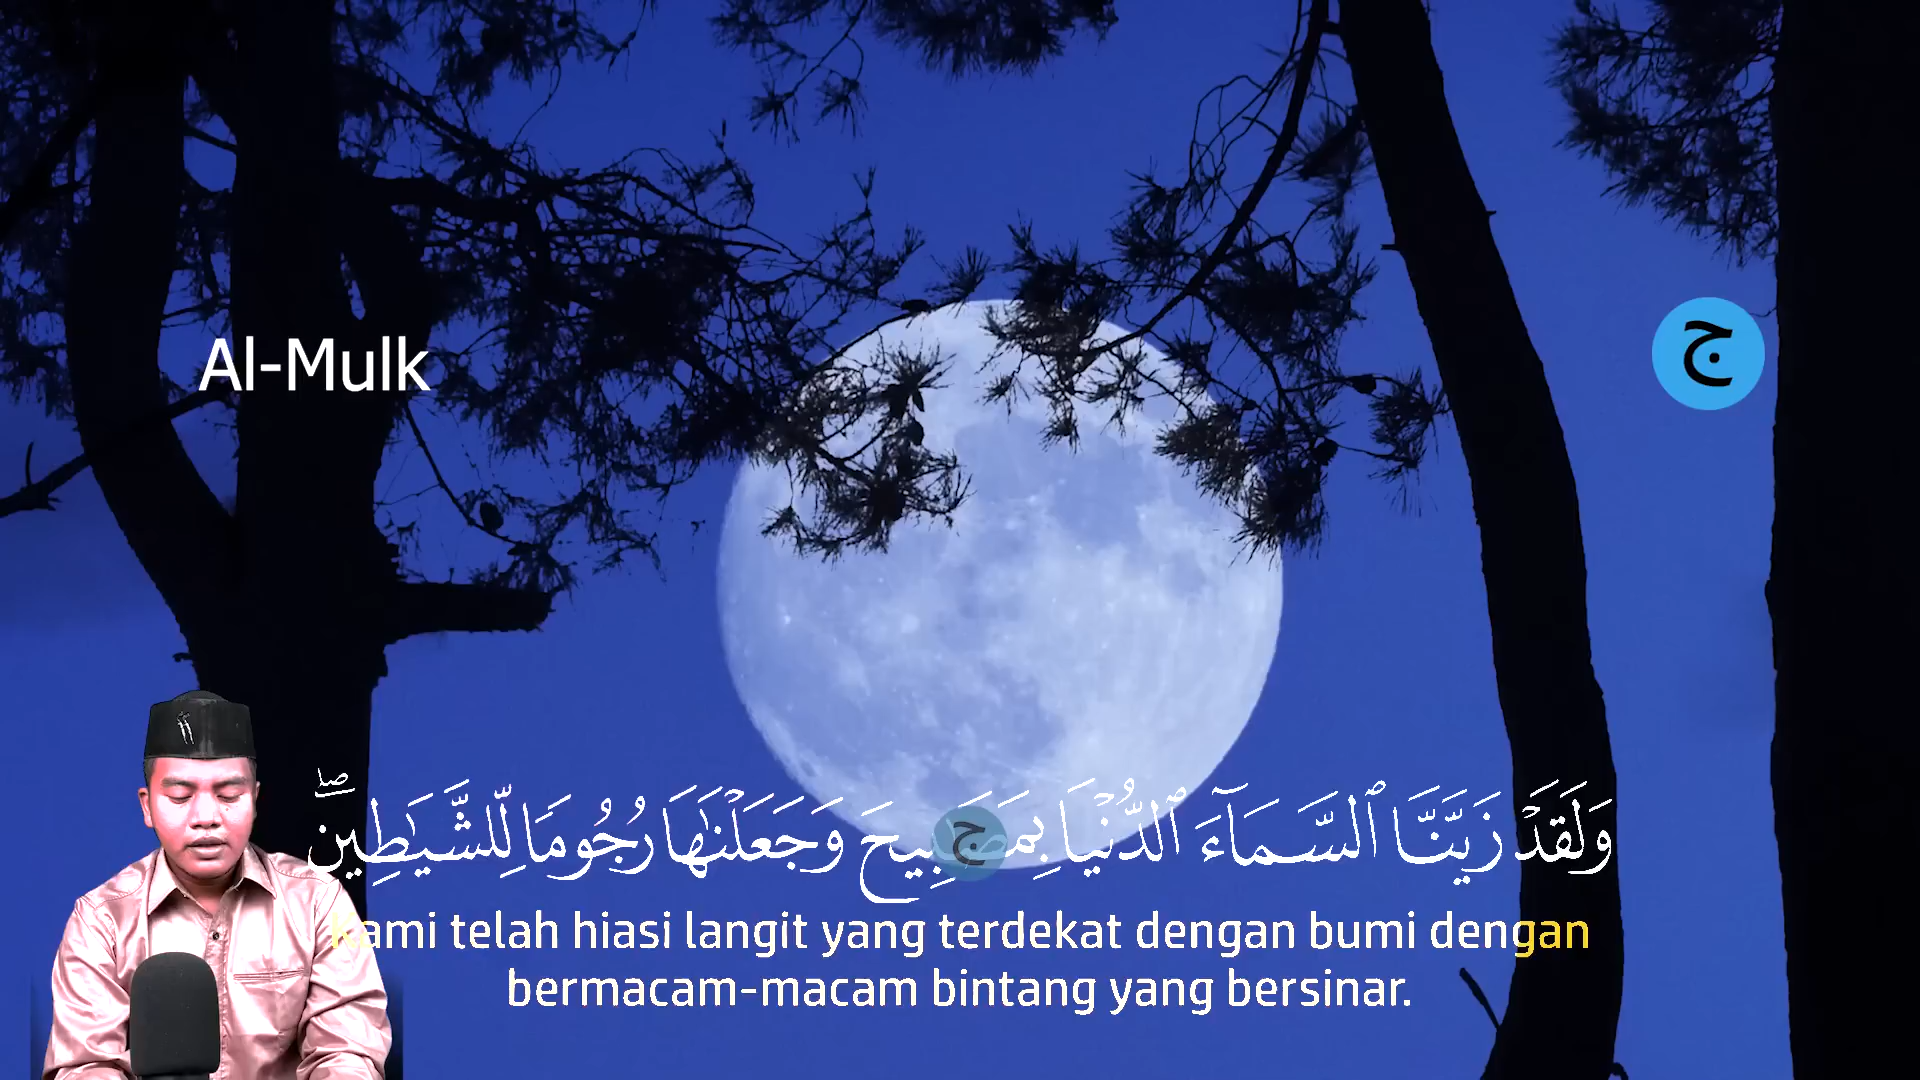 Al-Mulk
ج
وَلَقَدْ زَيَّنَّا ٱلسَّمَآءَ ٱلدُّنْيَا بِمَصَٰبِيحَ وَجَعَلْنَٰهَا رُجُومًا لِّلشَّيَٰطِينِ ۖ
ج
Kami telah hiasi langit yang terdekat dengan bumi dengan
bermacam-macam bintang yang bersinar.